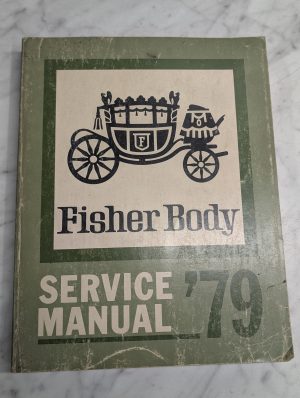 F
Fisher Body
SERVICE
MANUAL '79